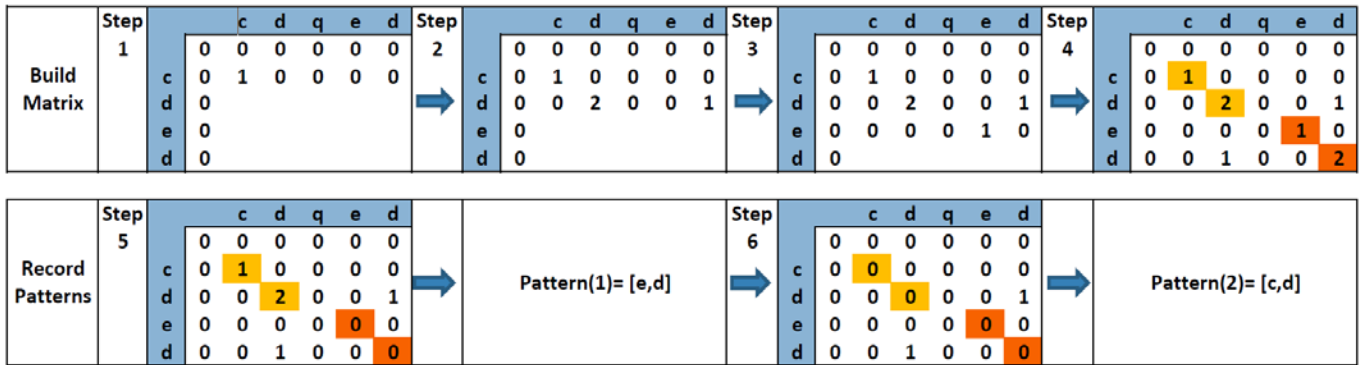 Step 1 c d q e d Step 2 c d q e d Step 3 c d q e d Step 4 c d q e d
0 0 0 0 0 0 0 0 0 0 0 0 0 0 0 0 0 0 0 0 0 0 0 0
Build Matrix c 0 1 0 0 0 0 c 0 1 0 0 0 0 c 0 1 0 0 0 0 c 0 1 0 0 0 0
d 0 d 0 0 2 0 0 1 d 0 0 2 0 0 1 d 0 0 2 0 0 1
e 0 e 0 e 0 0 0 0 1 0 e 0 0 0 0 1 0
d 0 d 0 d 0 d 0 0 1 0 0 2
Step 5 c d q e d Step 6 c d q e d
0 0 0 0 0 0 0 0 0 0 0 0
Record Patterns c 0 1 0 0 0 0 Pattern(1)= [e,d] c 0 0 0 0 0 0 Pattern(2)= [c,d]
d 0 0 2 0 0 1 d 0 0 0 0 0 1
e 0 0 0 0 0 0 e 0 0 0 0 0 0
d 0 0 1 0 0 0 d 0 0 1 0 0 0